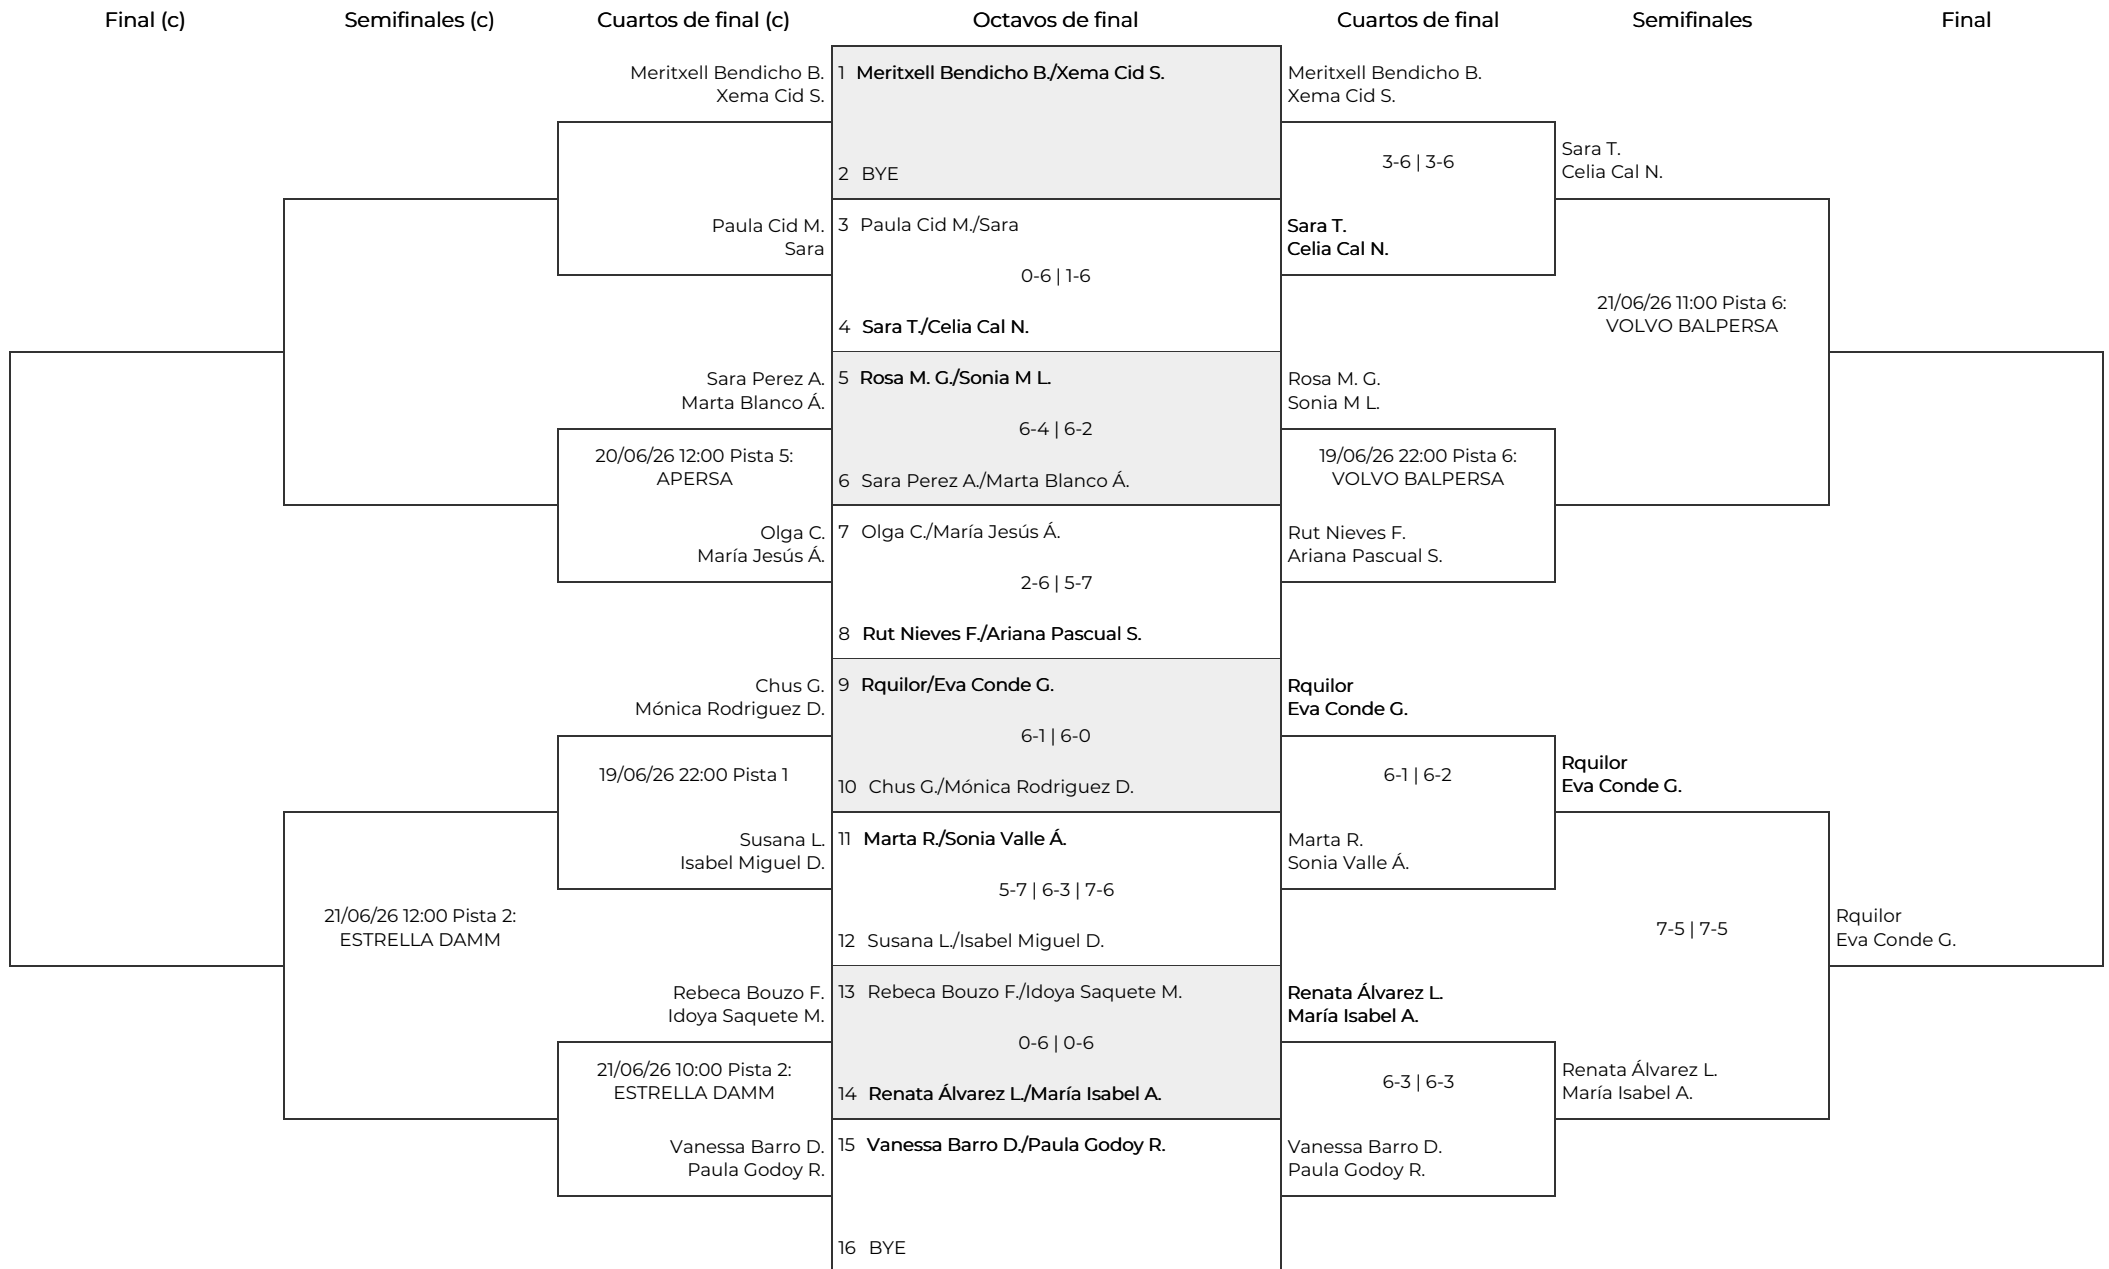 Final (c)
Semifinales (c)
Cuartos de final (c)
Octavos de final
Cuartos de final
Semifinales
Final
Meritxell Bendicho B.
Xema Cid S.
Paula Cid M.
Sara
Sara Perez A.
Marta Blanco Á.
20/06/26 12:00 Pista 5:
APERSA
Olga C.
María Jesús Á.
Chus G.
Mónica Rodriguez D.
19/06/26 22:00 Pista 1
Susana L.
Isabel Miguel D.
21/06/26 12:00 Pista 2:
ESTRELLA DAMM
Rebeca Bouzo F.
Idoya Saquete M.
21/06/26 10:00 Pista 2:
ESTRELLA DAMM
Vanessa Barro D.
Paula Godoy R.
1 Meritxell Bendicho B./Xema Cid S.
2 BYE
3 Paula Cid M./Sara
0-6 | 1-6
4 Sara T./Celia Cal N.
5 Rosa M. G./Sonia M L.
6-4 | 6-2
6 Sara Perez A./Marta Blanco Á.
7 Olga C./María Jesús Á.
2-6 | 5-7
8 Rut Nieves F./Ariana Pascual S.
9 Rquilor/Eva Conde G.
6-1 | 6-0
10 Chus G./Mónica Rodriguez D.
11 Marta R./Sonia Valle Á.
5-7 | 6-3 | 7-6
12 Susana L./Isabel Miguel D.
13 Rebeca Bouzo F./Idoya Saquete M.
0-6 | 0-6
14 Renata Álvarez L./María Isabel A.
15 Vanessa Barro D./Paula Godoy R.
16 BYE
Meritxell Bendicho B.
Xema Cid S.
3-6 | 3-6
Sara T.
Celia Cal N.
Rosa M. G.
Sonia M L.
19/06/26 22:00 Pista 6:
VOLVO BALPERSA
Rut Nieves F.
Ariana Pascual S.
Rquilor
Eva Conde G.
6-1 | 6-2
Marta R.
Sonia Valle Á.
Renata Álvarez L.
María Isabel A.
6-3 | 6-3
Vanessa Barro D.
Paula Godoy R.
Sara T.
Celia Cal N.
21/06/26 11:00 Pista 6:
VOLVO BALPERSA
Rquilor
Eva Conde G.
7-5 | 7-5
Renata Álvarez L.
María Isabel A.
Rquilor
Eva Conde G.